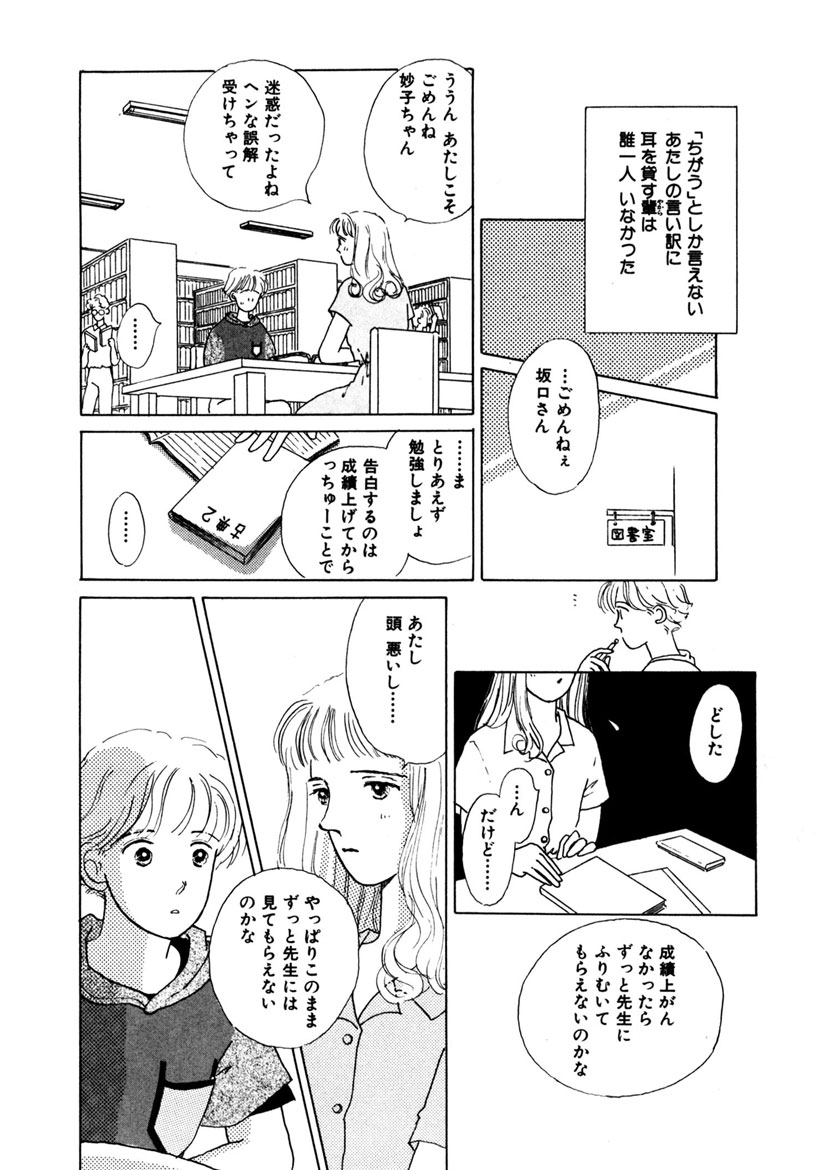 「ちがう」としか言えない
あたしの言い訳に
耳を貸す輩は
やから
誰一人 いなかった
…ごめんねぇ
坂口さん
図書室
ううん あたしこそ
ごめんね
妙子ちゃん
迷惑だったよね
ヘンな誤解
受けちゃって
……
……ま
とりあえず
勉強しましょ
告白するのは
成績上げてから
っちゅーことで
古典2
……
どした
…ん
だけど……
成績上がん
なかったら
ずっと先生に
ふりむいて
もらえないのかな
あたし
頭 悪いし……
やっぱりこのまま
ずっと先生には
見てもらえない
のかな